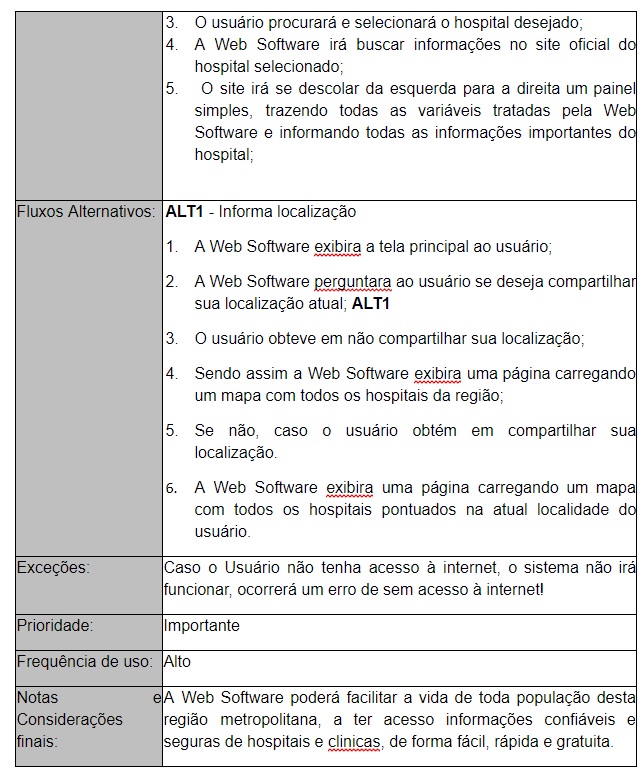 3. O usuário procurará e selecionará o hospital desejado;
4. A Web Software irá buscar informações no site oficial do
hospital selecionado;
5. O site irá se descolar da esquerda para a direita um painel
simples, trazendo todas as variáveis tratadas pela Web
Software e informando todas as informações importantes do
hospital;
Fluxos Alternativos:
ALT1 - Informa localização
1. A Web Software exibira a tela principal ao usuário;
2. A Web Software perguntara ao usuário se deseja compartilhar
sua localização atual; ALT1
3. O usuário obteve em não compartilhar sua localização;
4. Sendo assim a Web Software exibira uma página carregando
um mapa com todos os hospitais da região;
5. Se não, caso o usuário obtém em compartilhar sua
localização.
6. A Web Software exibira uma página carregando um mapa
com todos os hospitais pontuados na atual localidade do
usuário.
Exceções:
Caso o Usuário não tenha acesso à internet, o sistema não irá
funcionar, ocorrerá um erro de sem acesso à internet!
Prioridade:
Importante
Frequência de uso:
Alto
Notas e
Considerações
finais:
A Web Software poderá facilitar a vida de toda população desta
região metropolitana, a ter acesso informações confiáveis e
seguras de hospitais e clinicas, de forma fácil, rápida e gratuita.